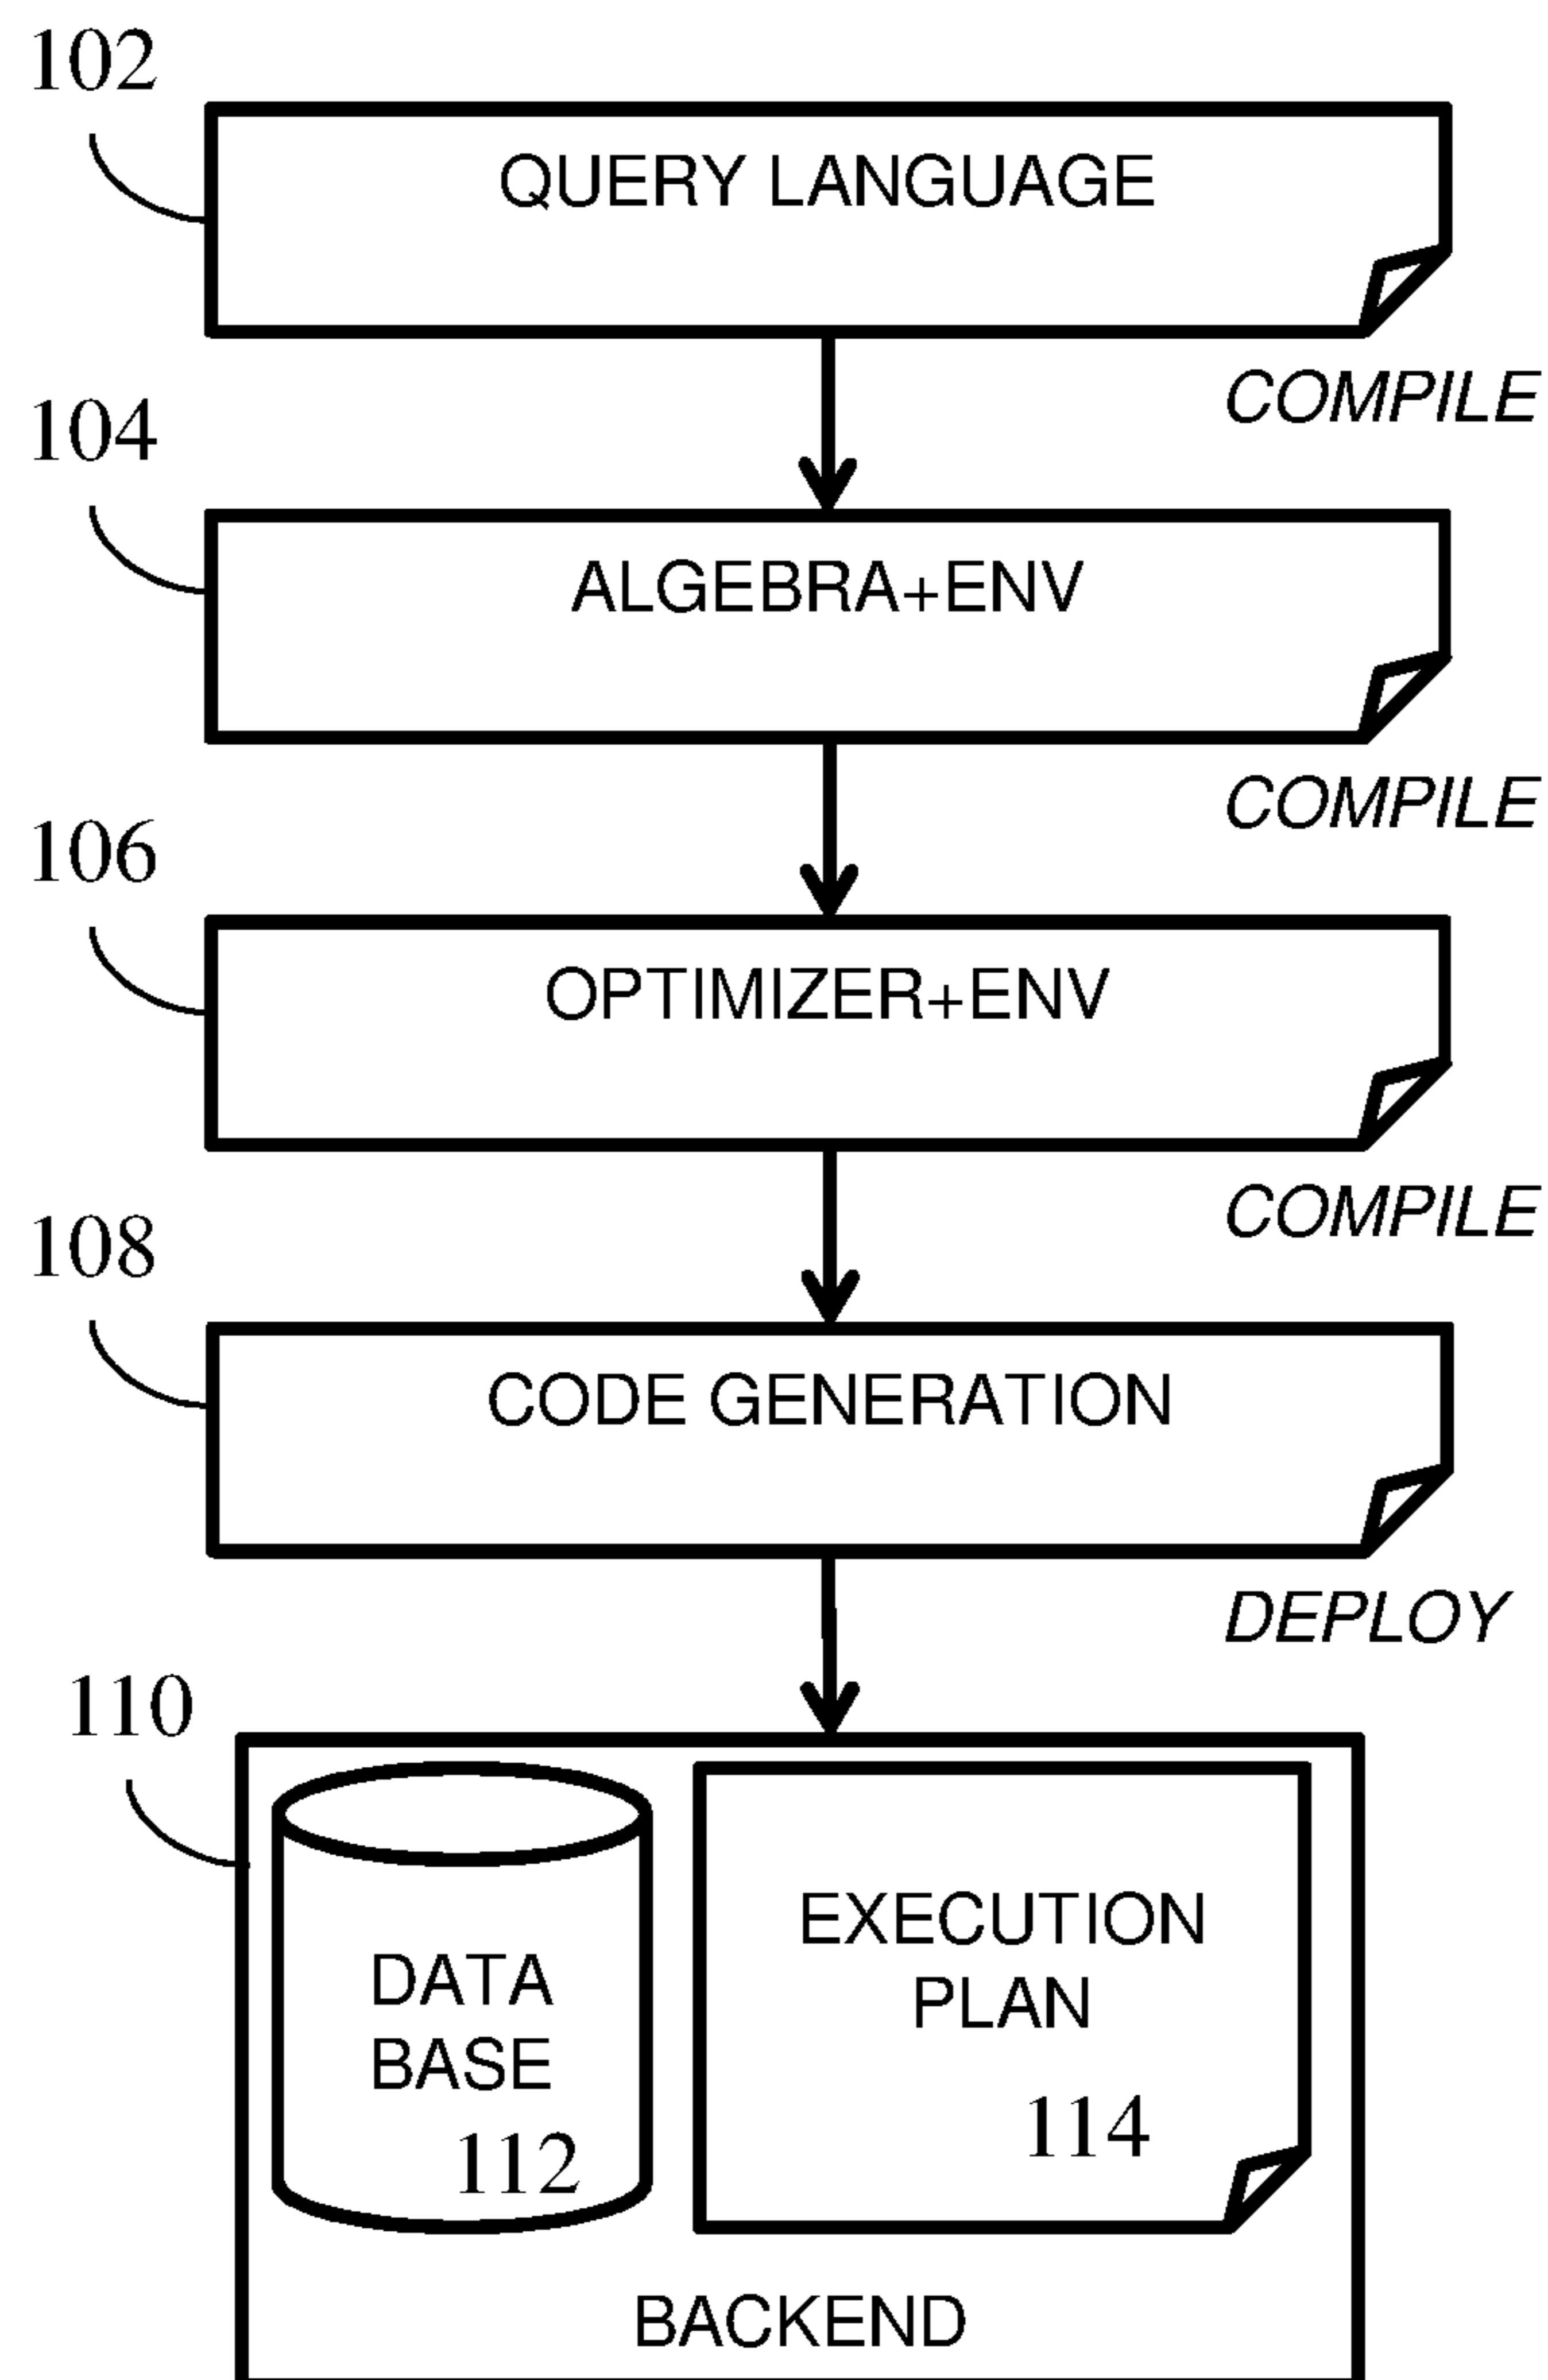 102
QUERY LANGUAGE
COMPILE
104
ALGEBRA+ENV
COMPILE
106
OPTIMIZER+ENV
COMPILE
108
CODE GENERATION
DEPLOY
110
DATA
BASE
112
EXECUTION
PLAN
114
BACKEND